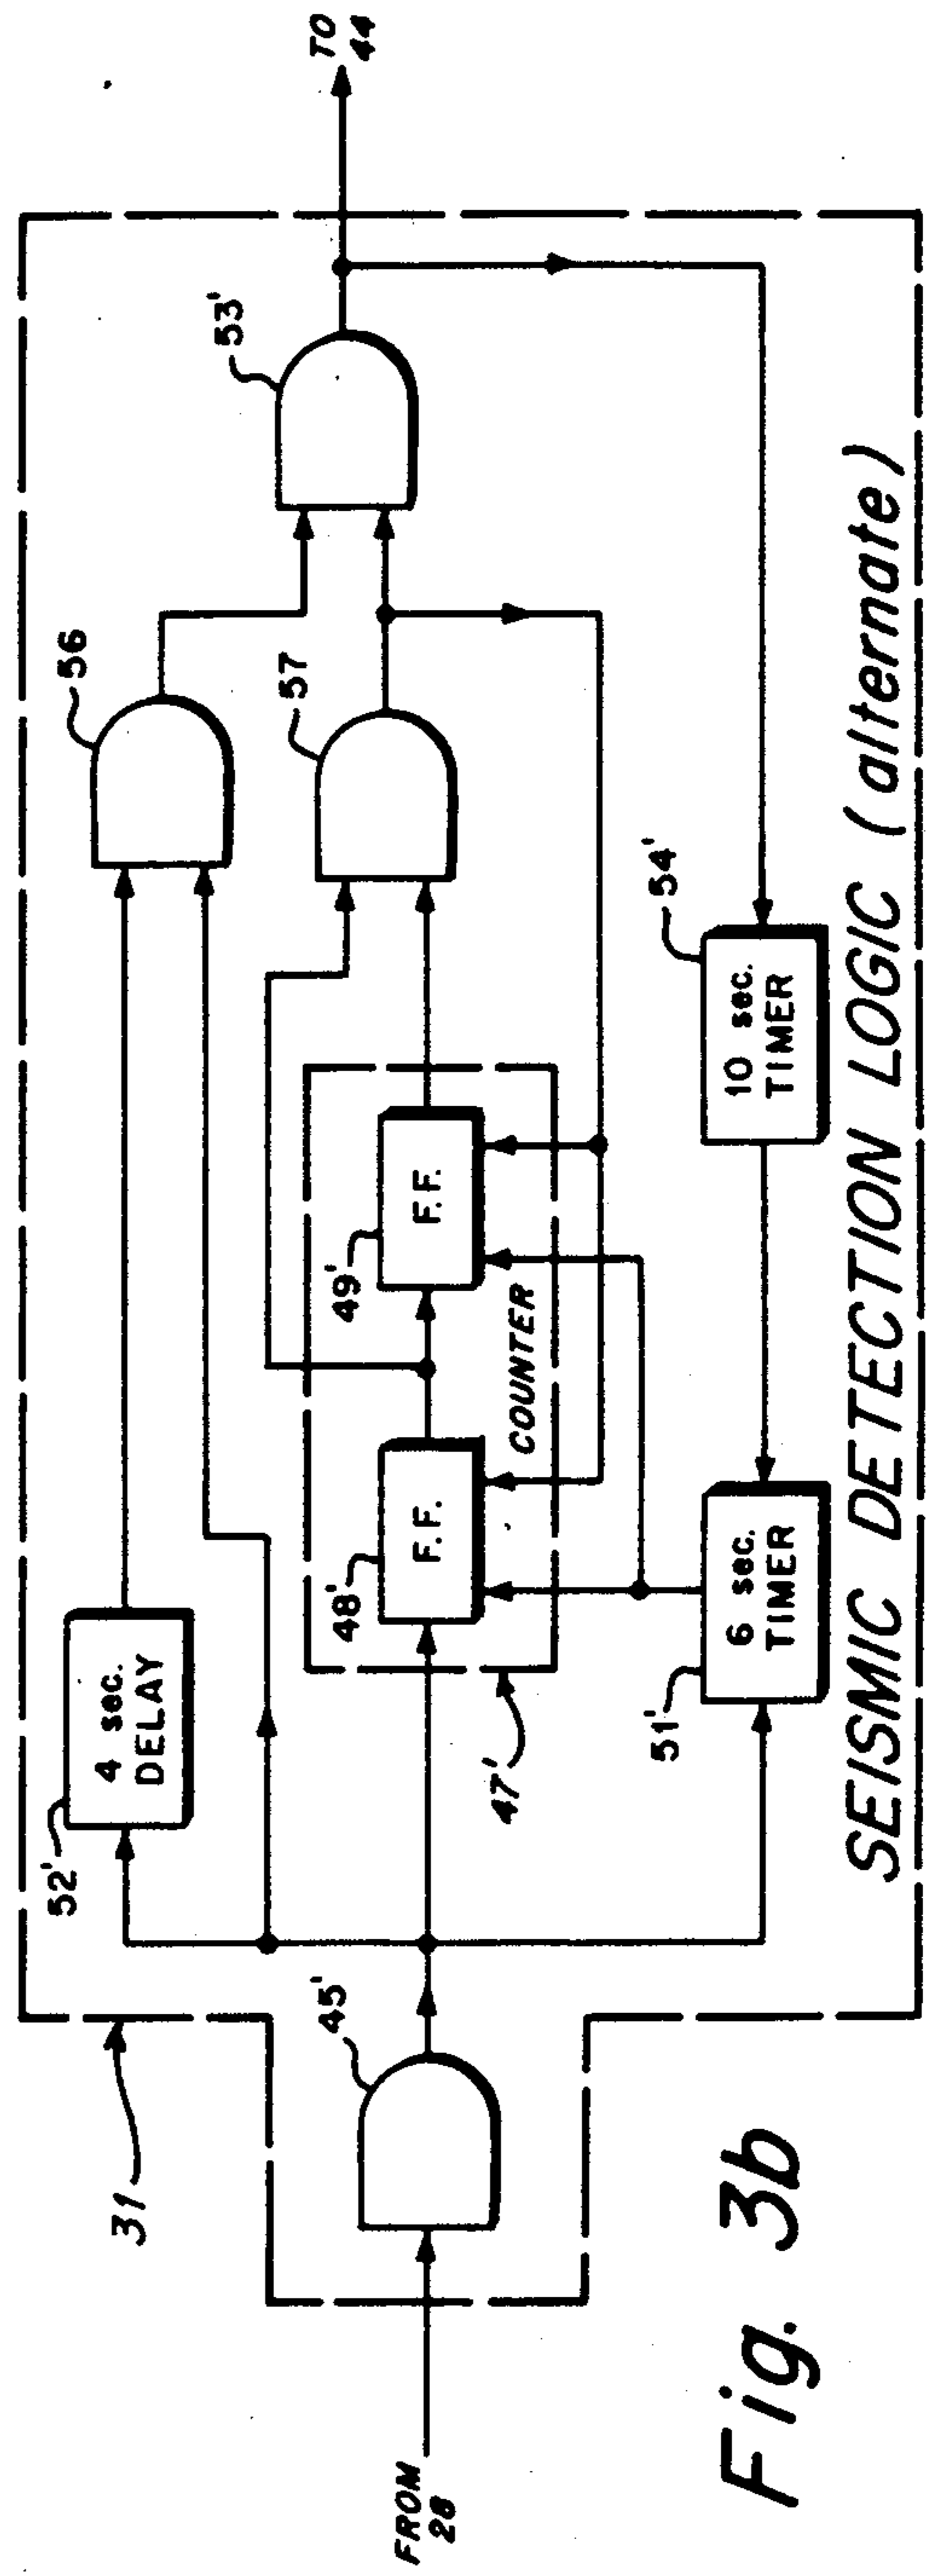 FROM
28
31
45'
52'
4 sec.
DELAY
56
48'
F.F.
49'
F.F.
COUNTER
47'
57
53'
TO
44
51'
6 sec.
TIMER
54'
10 sec.
TIMER
SEISMIC DETECTION LOGIC (alternate)
Fig. 3b